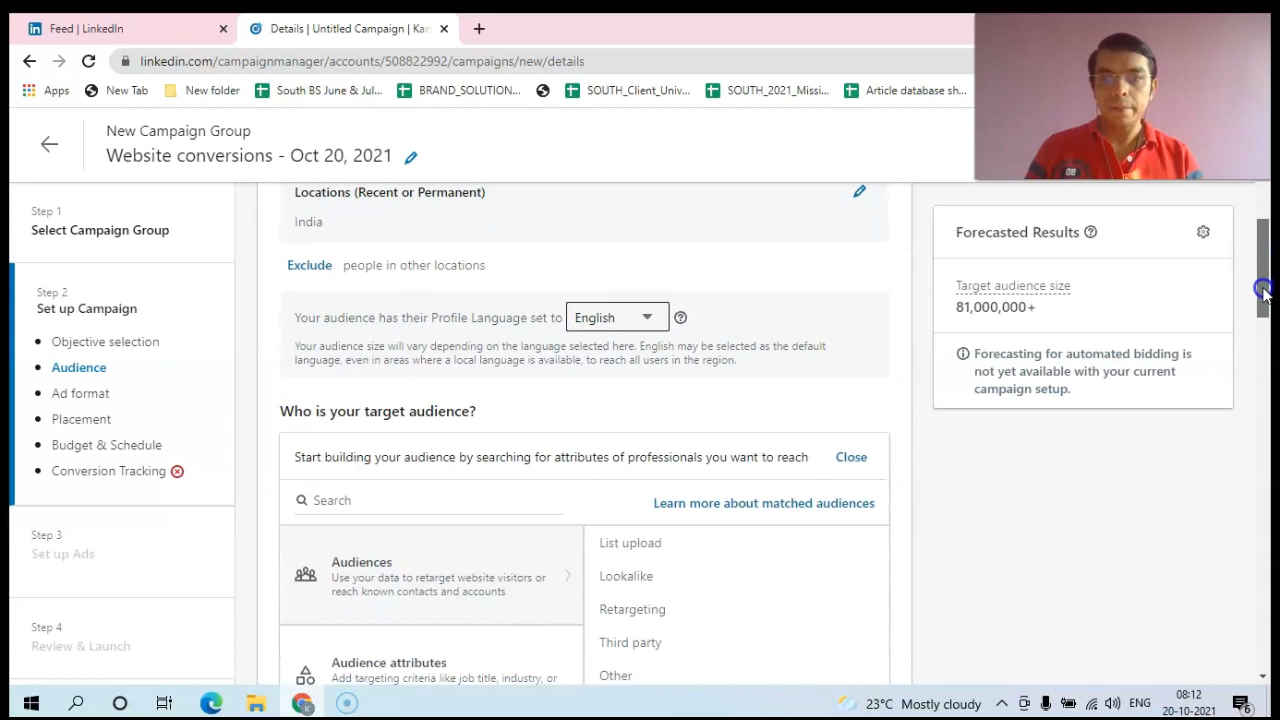 Feed | LinkedIn
Details | Untitled Campaign | Kar
linkedin.com/campaignmanager/accounts/508822992/campaigns/new/details
Apps
New Tab
New folder
South BS June & Jul...
BRAND_SOLUTION...
SOUTH_Client_Univ...
SOUTH_2021_Missi...
Article database sh...
New Campaign Group
Website conversions - Oct 20, 2021
Step 1
Select Campaign Group
Step 2
Set up Campaign
Objective selection
Audience
Ad format
Placement
Budget & Schedule
Conversion Tracking
Step 3
Set up Ads
Step 4
Review & Launch
Locations (Recent or Permanent)
India
Exclude people in other locations
Your audience has their Profile Language set to English
Your audience size will vary depending on the language selected here. English may be selected as the default
language, even in areas where a local language is available, to reach all users in the region.
Who is your target audience?
Start building your audience by searching for attributes of professionals you want to reach Close
Search
Learn more about matched audiences
Audiences
Use your data to retarget website visitors or
reach known contacts and accounts
Audience attributes
Add targeting criteria like job title, industry, or
List upload
Lookalike
Retargeting
Third party
Other
Forecasted Results
Target audience size
81,000,000+
Forecasting for automated bidding is
not yet available with your current
campaign setup.
23°C Mostly cloudy
ENG
08:12
20-10-2021
6